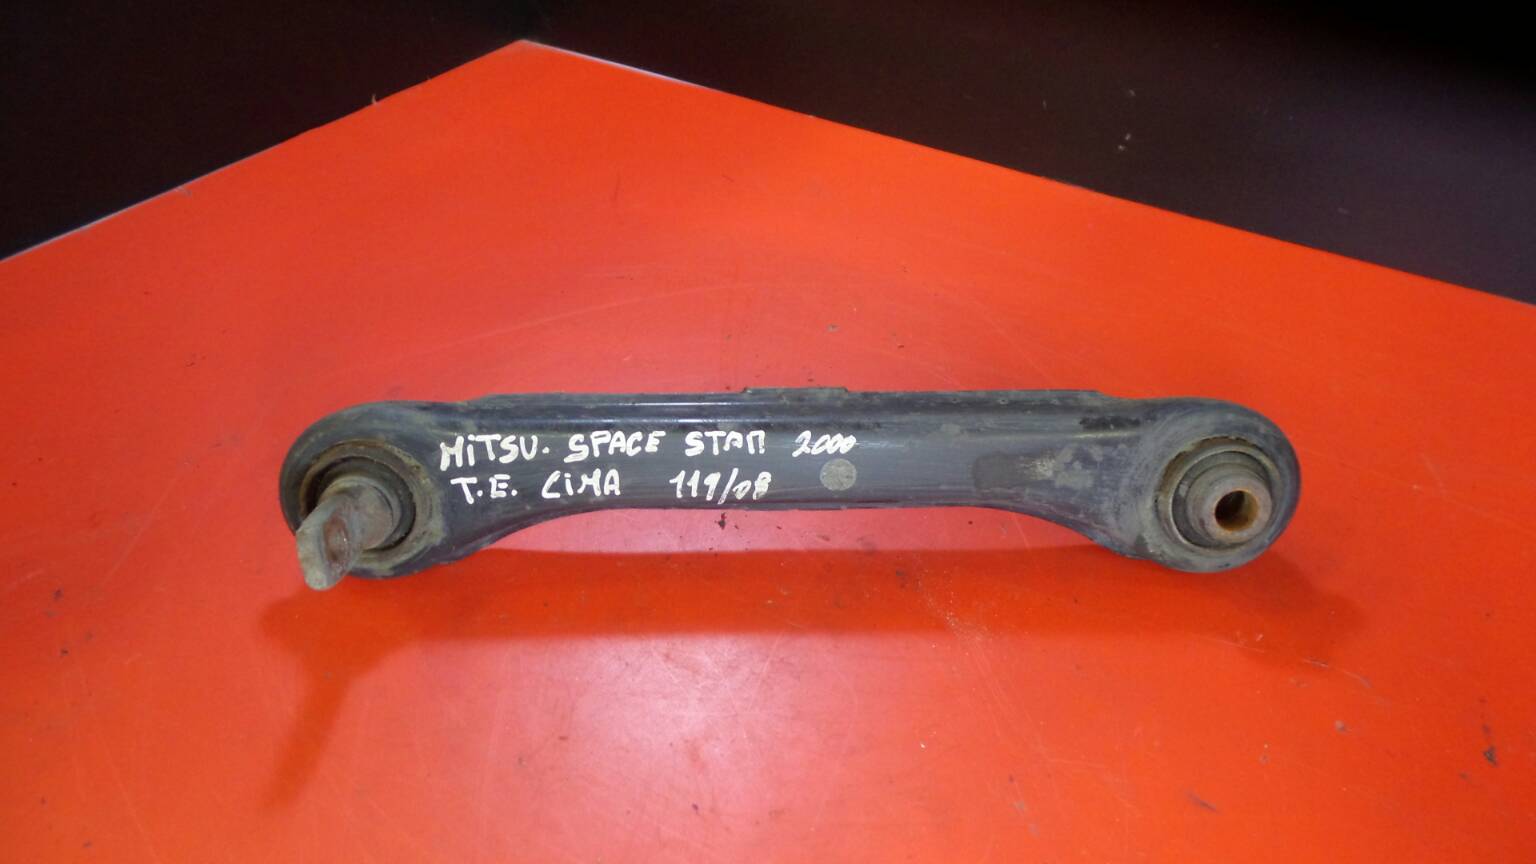 MITSU. SPACE STAR 2000
T.E. CiMA 119/08